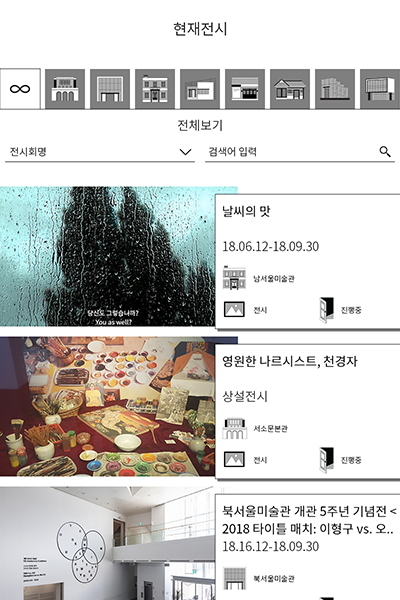 현재전시
전체보기
전시회명
검색어 입력
당신도 그렇습니까?
You as well?
날씨의 맛
18.06.12-18.09.30
남서울미술관
전시
진행중
영원한 나르시스트, 천경자
상설전시
서소문본관
전시
진행중
북서울미술관 개관 5주년 기념전 <
2018 타이틀 매치: 이형구 vs. 오..
18.16.12-18.09.30
북서울미술관